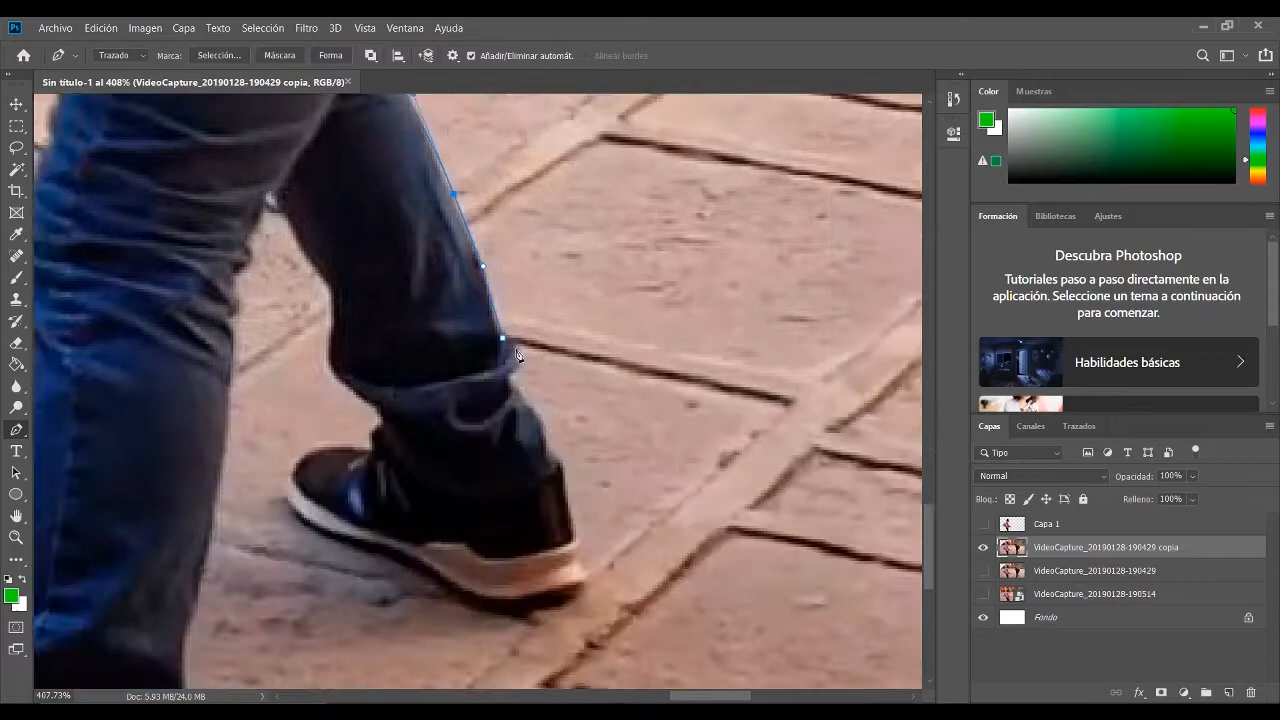 Ps Archivo Edición Imagen Capa Texto Selección Filtro 3D Vista Ventana Ayuda
Trazado Marca: Selección... Máscara Forma Añadir/Eliminar automát. Alinear bordes
Sin título-1 al 408% (VideoCapture_20190128-190429 copia, RGB/8)
Color Muestras
Formación Bibliotecas Ajustes
Descubra Photoshop
Tutoriales paso a paso directamente en la
aplicación. Seleccione un tema a continuación
para comenzar.
Habilidades básicas
Capas Canales Trazados
Tipo
Normal Opacidad: 100%
Bloq.: Relleno: 100%
Capa 1
VideoCapture_20190128-190429 copia
VideoCapture_20190128-190429
VideoCapture_20190128-190514
Fondo
fx
407.73% Doc: 5.93 MB/24.0 MB